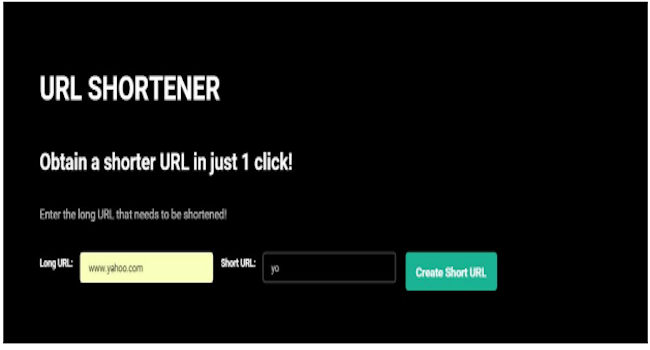 URL SHORTENER
Obtain a shorter URL in just 1 click!
Enter the long URL that needs to be shortened!
Long URL: www.yahoo.com Short URL: yo Create Short URL